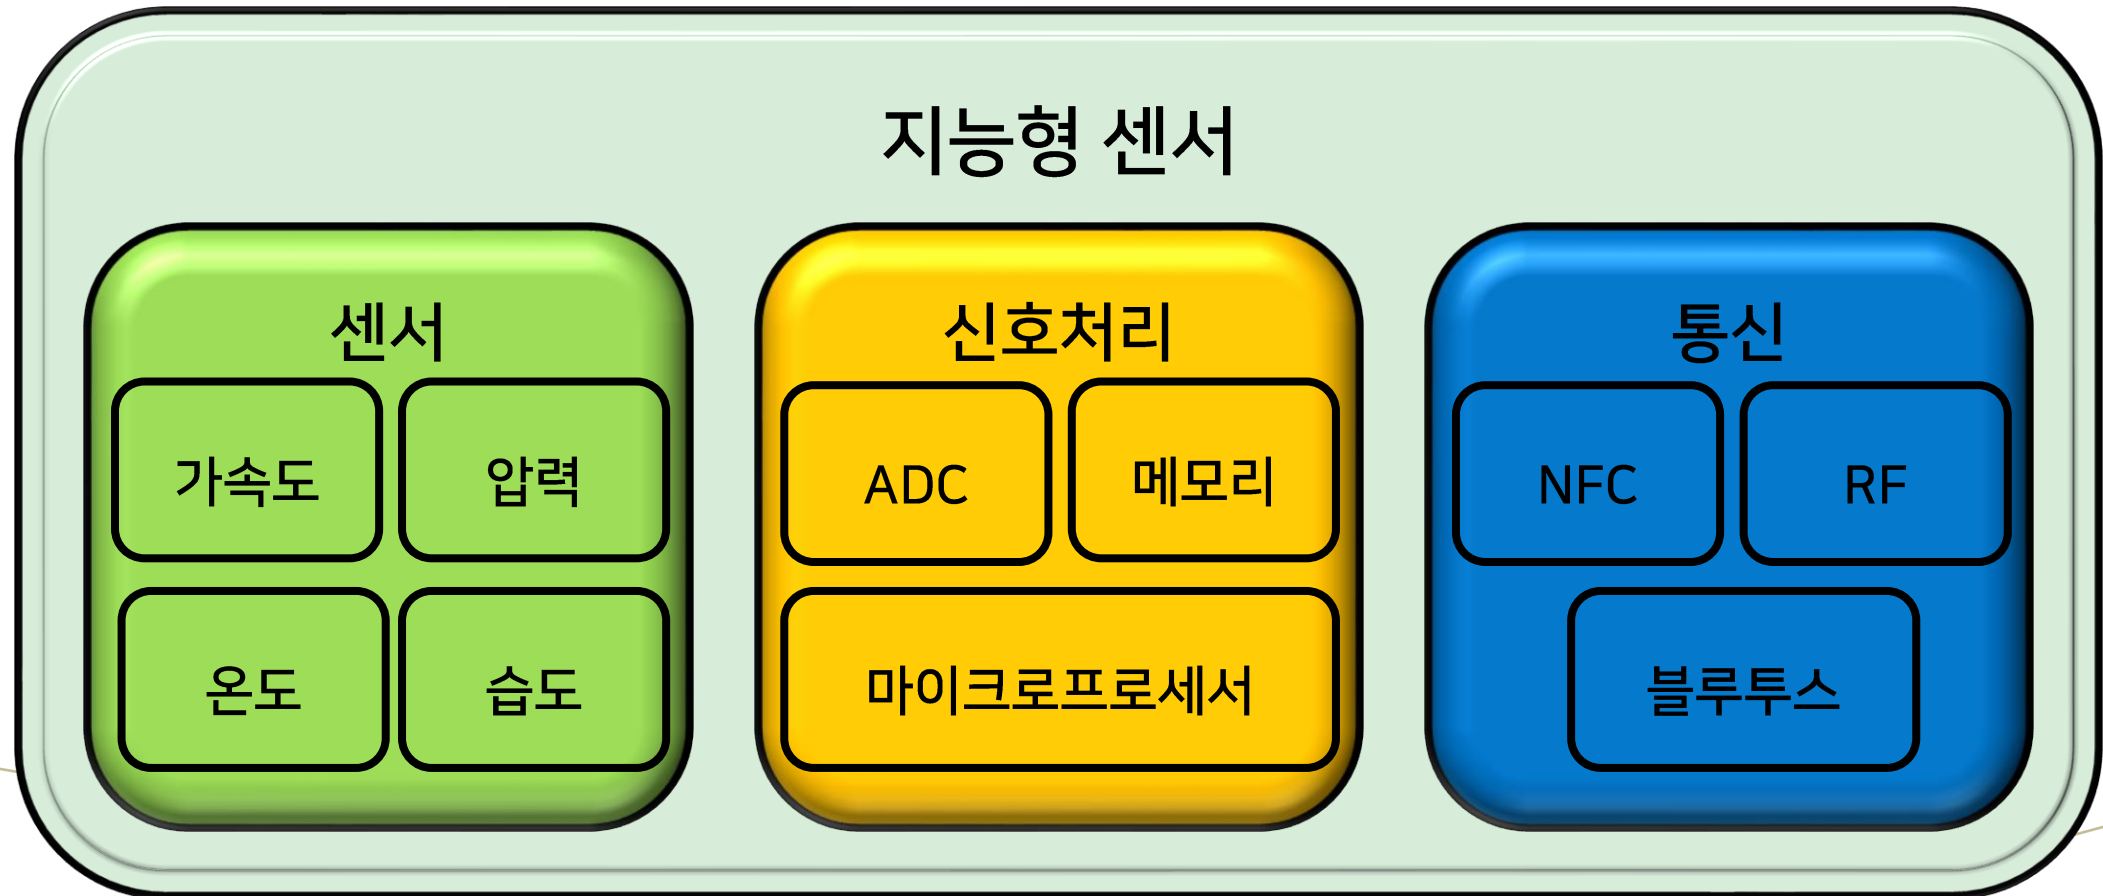 지능형 센서
센서
가속도
압력
온도
습도
신호처리
ADC
메모리
마이크로프로세서
통신
NFC
RF
블루투스